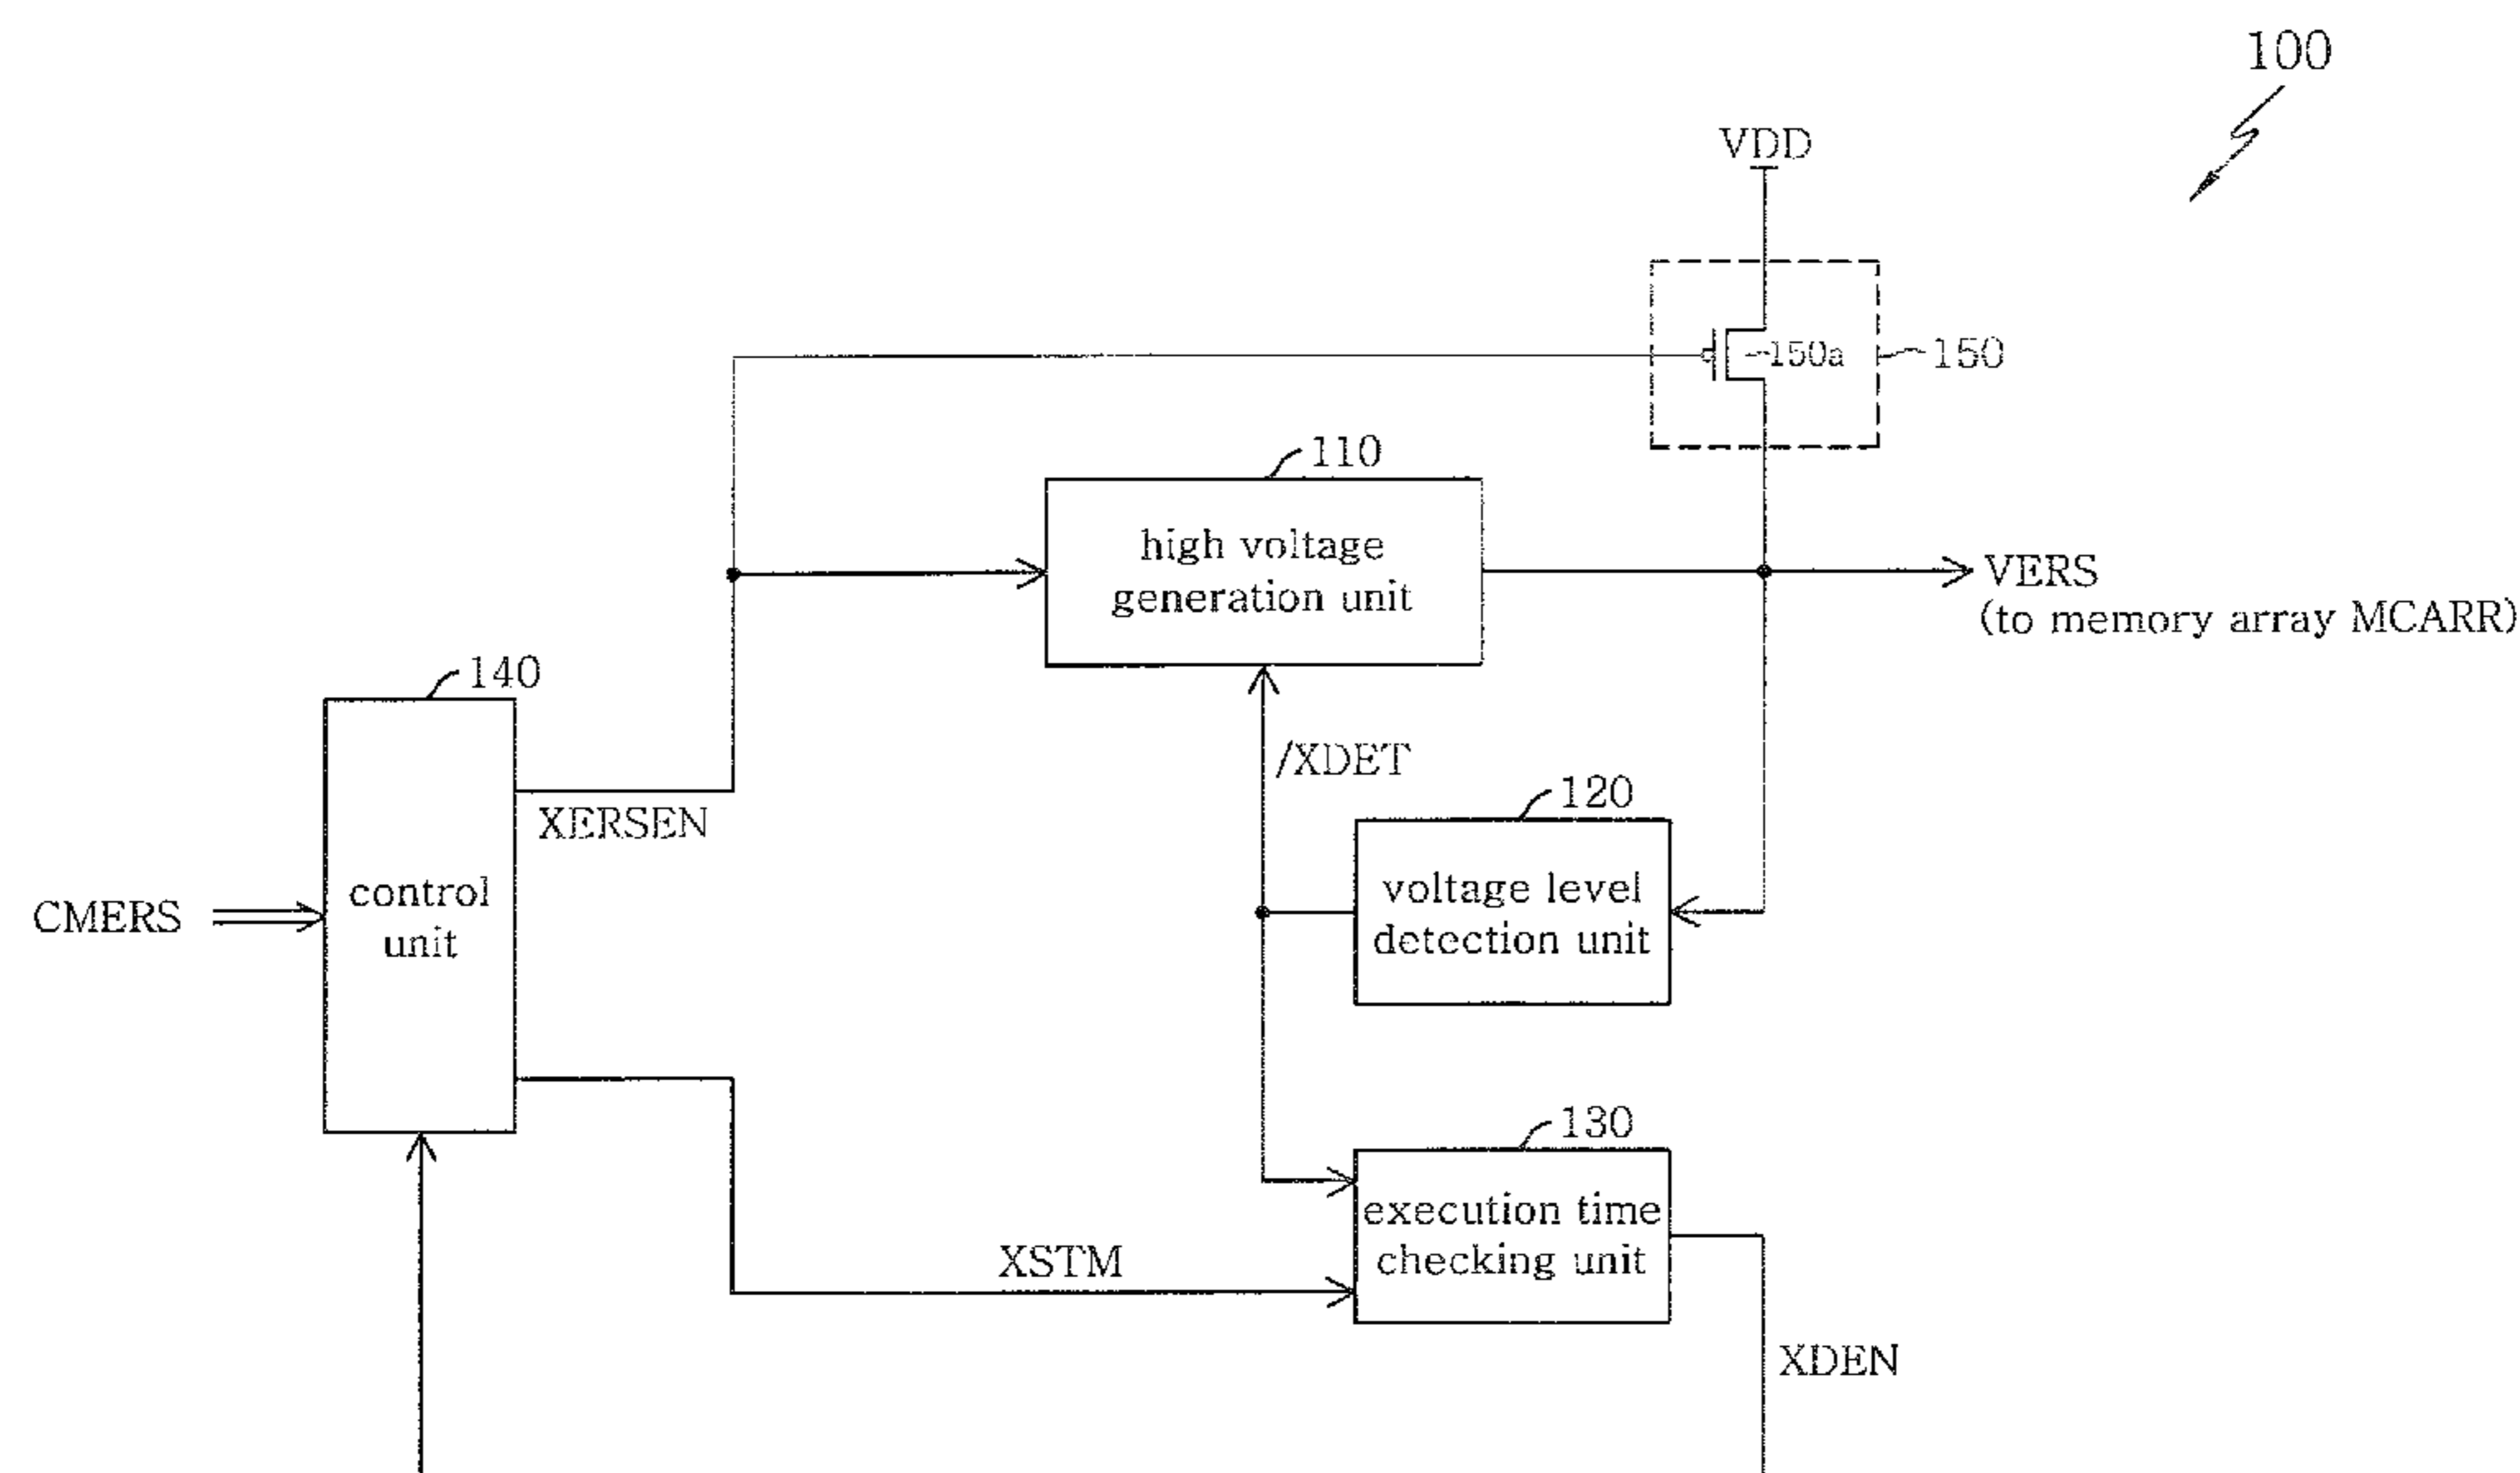 100
VDD
150a
150
110
high voltage
generation unit
VERS
(to memory array MCARR)
140
/XDET
120
XERSEN
control
unit
CMERS
voltage level
detection unit
130
execution time
checking unit
XSTM
XDEN